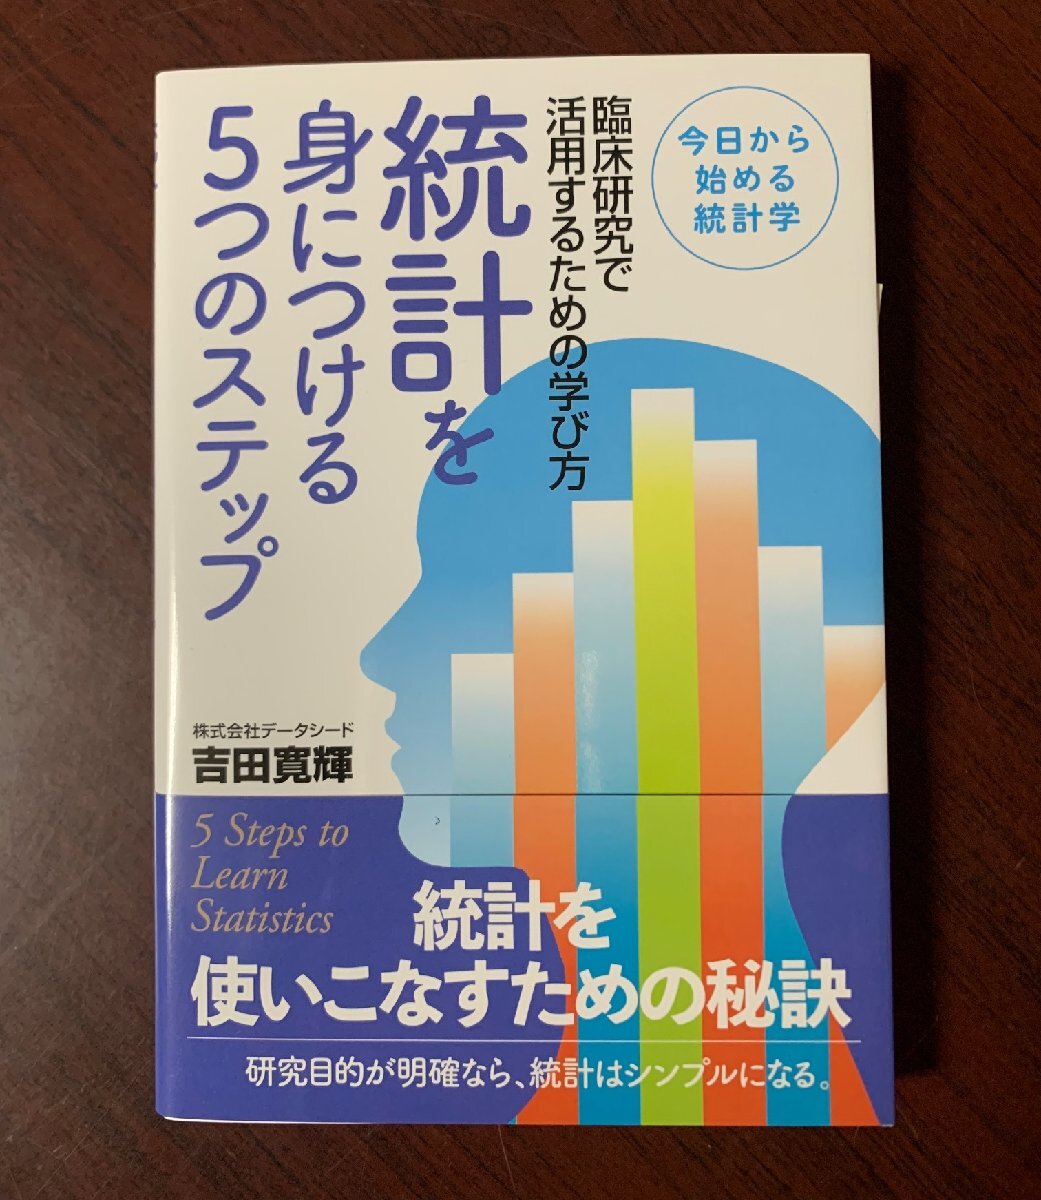 今日から
始める
統計学
臨床研究で
活用するための学び方
統計を
身につける
5つのステップ
株式会社データシード
吉田寛輝
5 Steps to
Learn
Statistics
統計を
使いこなすための秘訣
研究目的が明確なら、統計はシンプルになる。